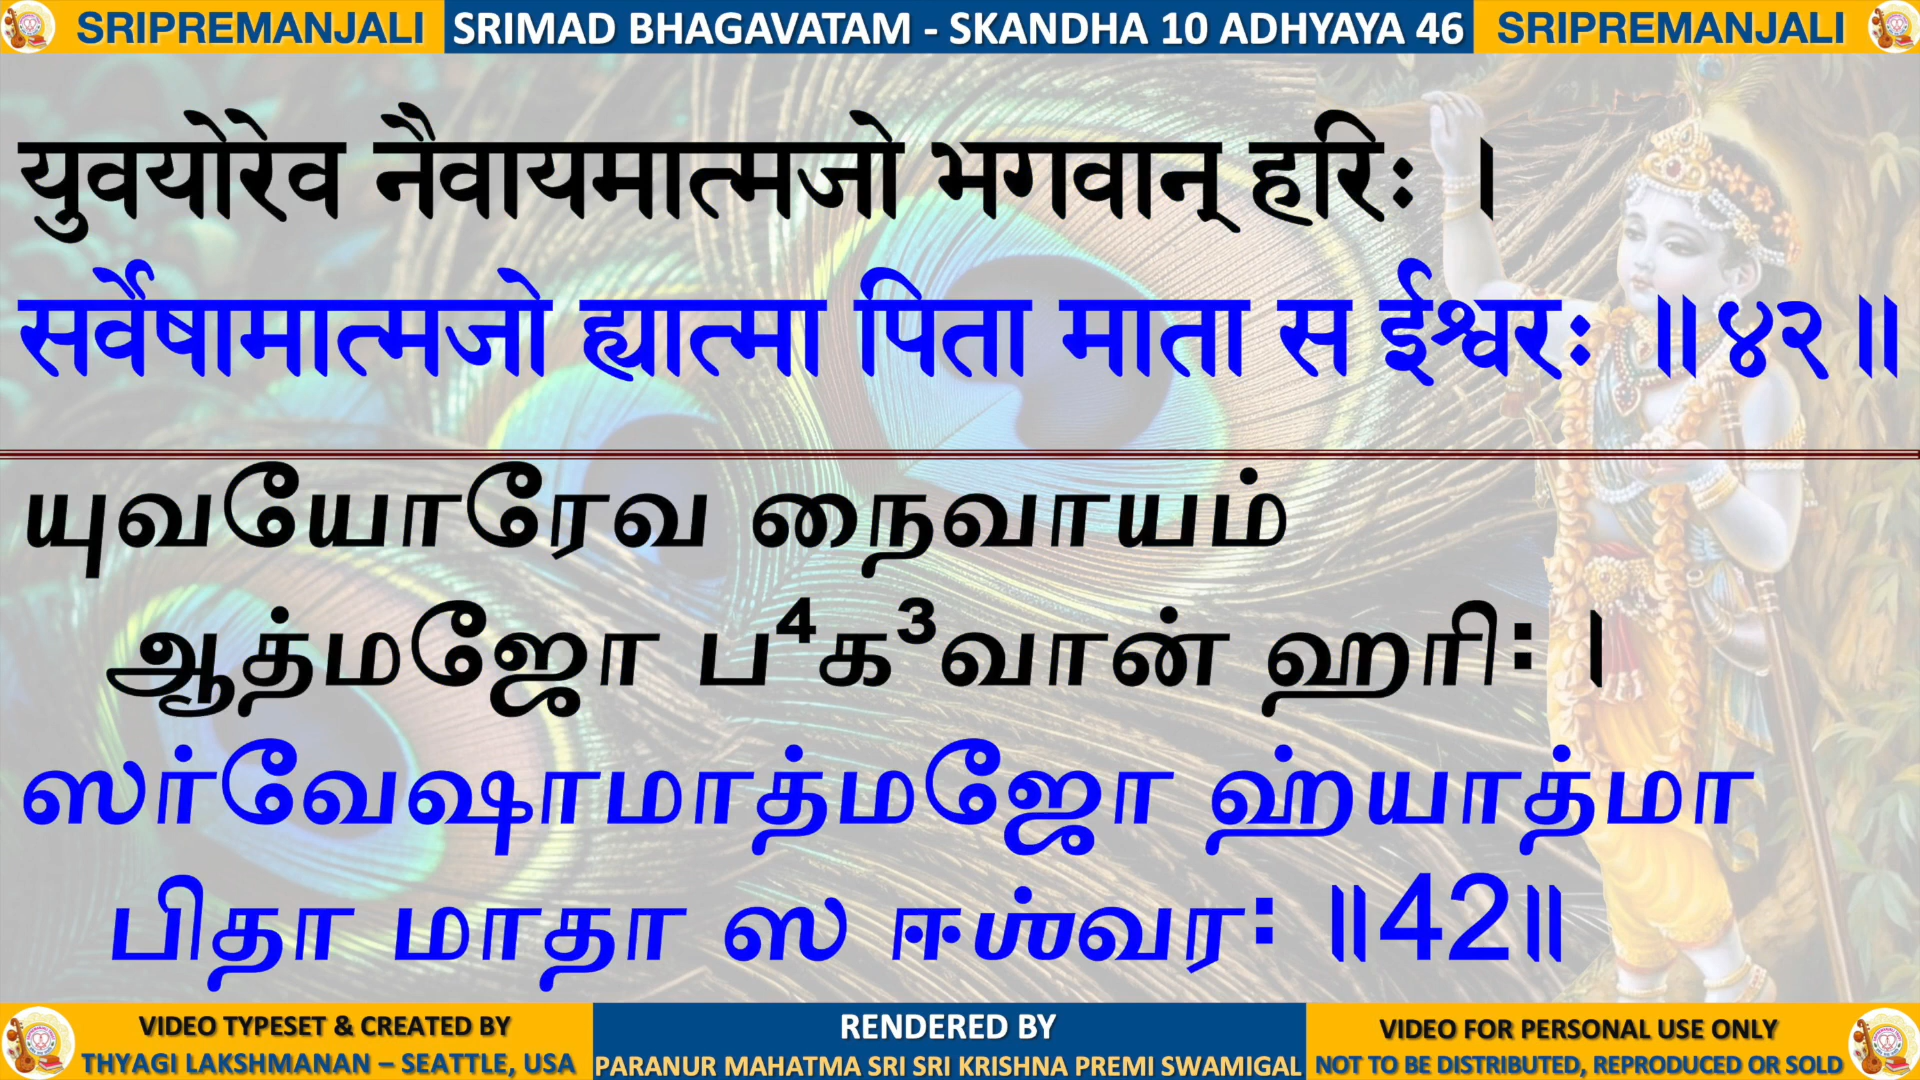 SRIPREMANJALI SRIMAD BHAGAVATAM - SKANDHA 10 ADHYAYA 46 SRIPREMANJALI
युवयोरेव नैवायमात्मजो भगवान् हरिः ।
सर्वेषामात्मजो ह्यात्मा पिता माता स ईश्वरः ॥४२॥
யுவயோரேவ நைவாயம்
ஆத்மஜோ ப⁴க³வான் ஹரி: ।
ஸர்வேஷாமாத்மஜோ ஹ்யாத்மா
பிதா மாதா ஸ ஈஶ்வர: ॥42॥
VIDEO TYPESET & CREATED BY RENDERED BY VIDEO FOR PERSONAL USE ONLY
THYAGI LAKSHMANAN – SEATTLE, USA PARANUR MAHATMA SRI SRI KRISHNA PREMI SWAMIGAL NOT TO BE DISTRIBUTED, REPRODUCED OR SOLD